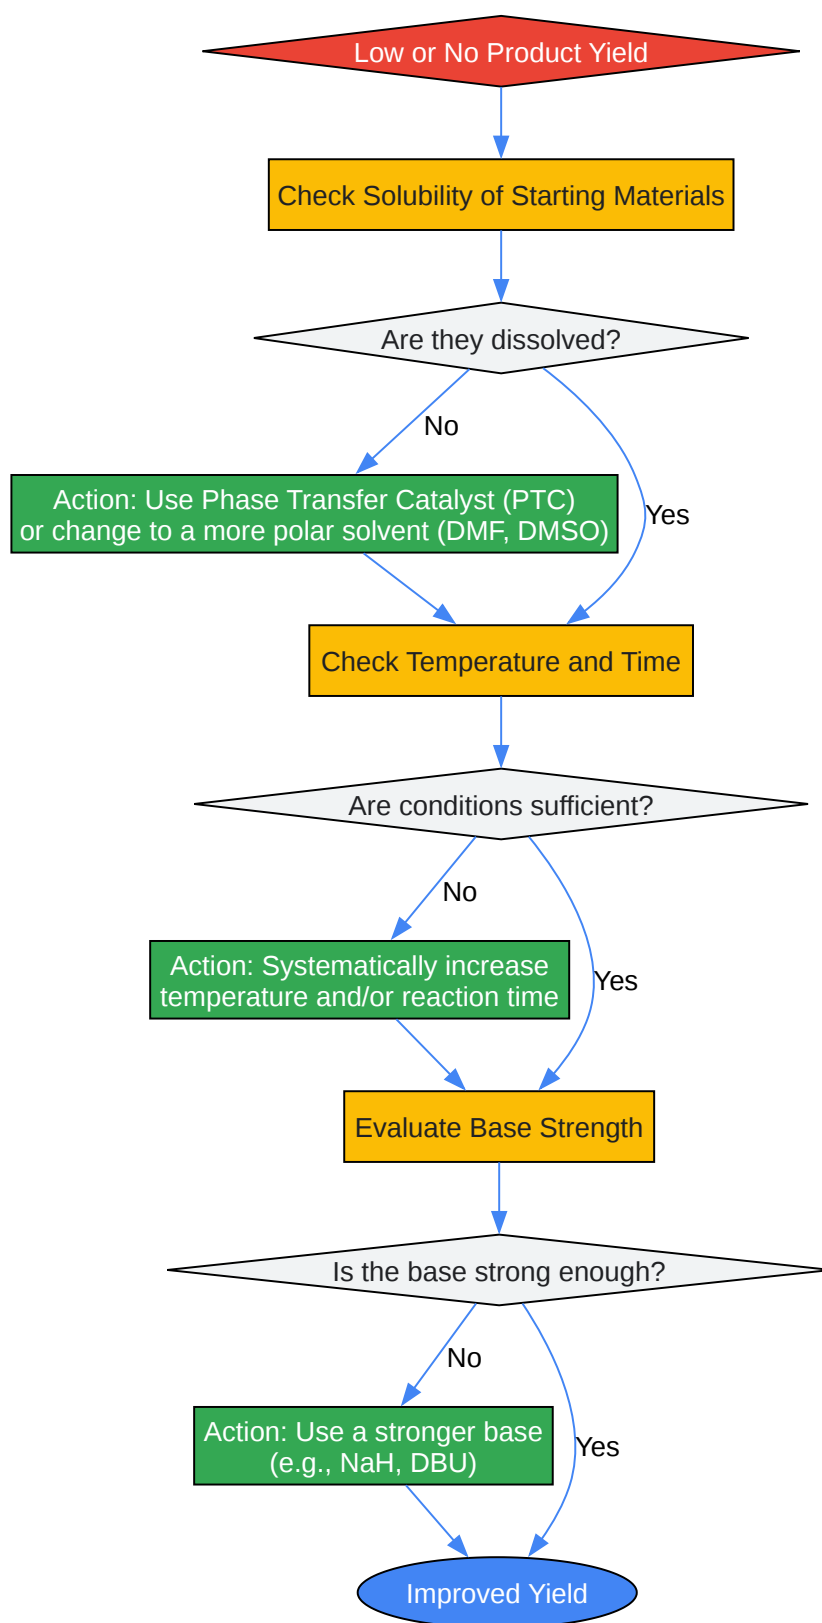 Low or No Product Yield
Check Solubility of Starting Materials
Are they dissolved?
No
Action: Use Phase Transfer Catalyst (PTC)
or change to a more polar solvent (DMF, DMSO)
Yes
Check Temperature and Time
Are conditions sufficient?
No
Action: Systematically increase
temperature and/or reaction time
Yes
Evaluate Base Strength
Is the base strong enough?
No
Action: Use a stronger base
(e.g., NaH, DBU)
Yes
Improved Yield